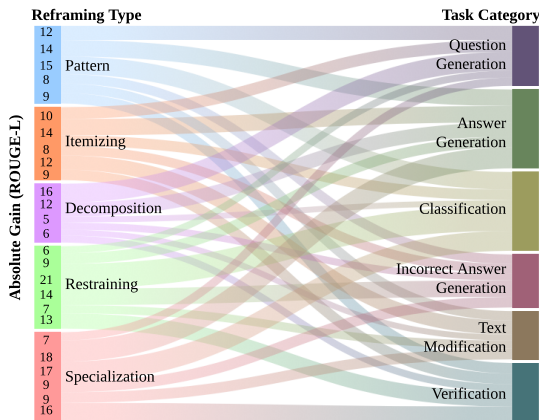 Reframing Type
Task Category
Absolute Gain (ROUGE-L)
12
14
15
8
9
Pattern
10
14
8
12
9
Itemizing
16
12
5
6
Decomposition
6
9
21
14
7
13
Restraining
7
18
17
9
9
16
Specialization
Question
Generation
Answer
Generation
Classification
Incorrect Answer
Generation
Text
Modification
Verification